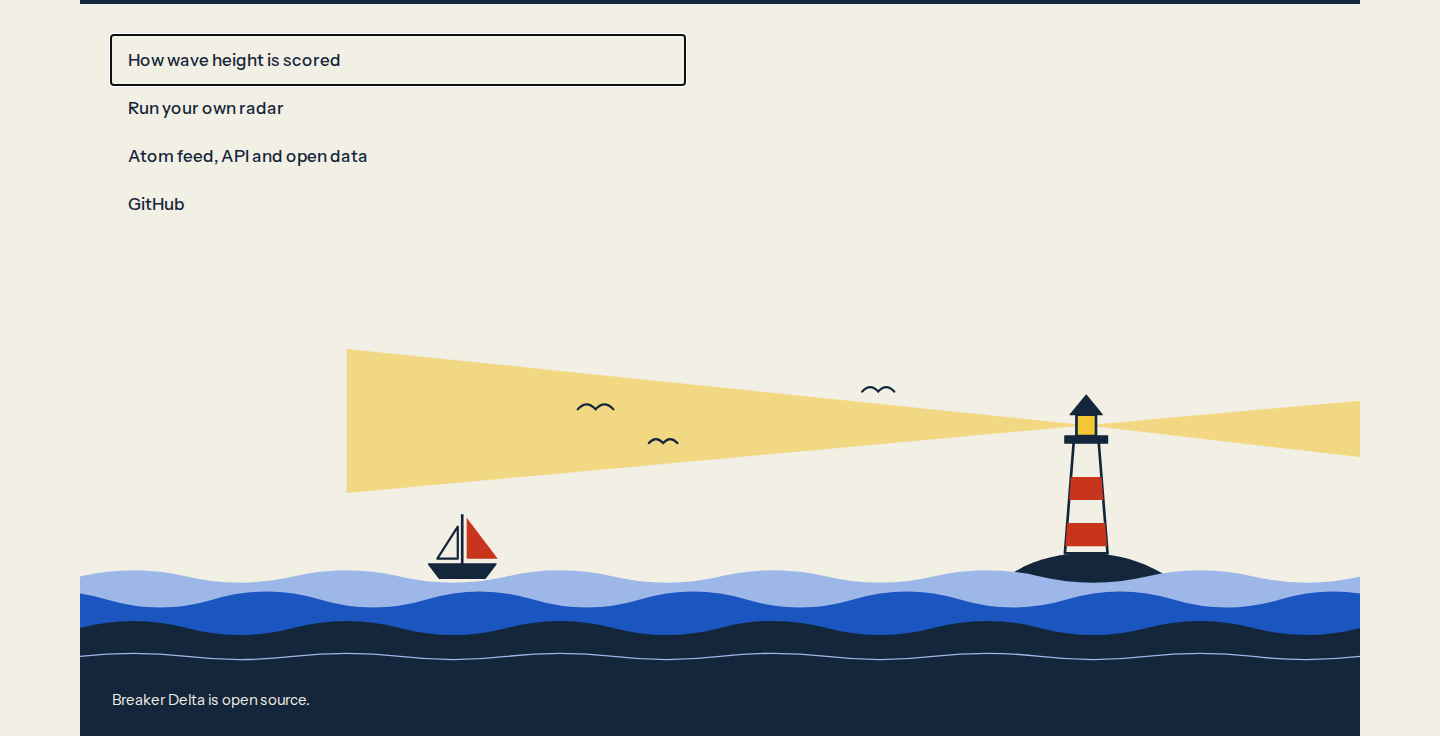 How wave height is scored
Run your own radar
Atom feed, API and open data
GitHub
Breaker Delta is open source.